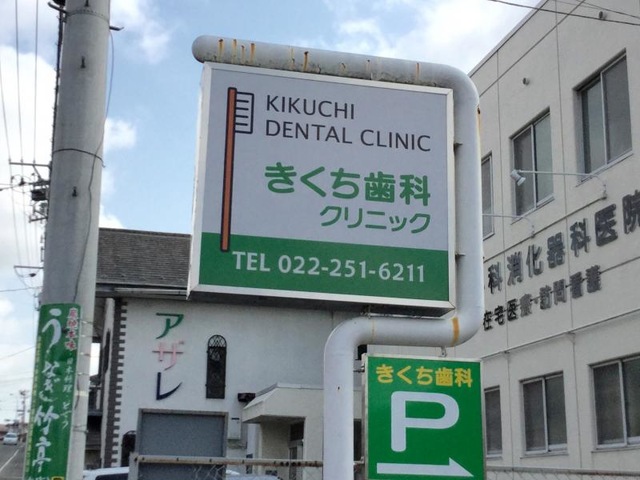 KIKUCHI
DENTAL CLINIC
きくち歯科
クリニック
TEL 022-251-6211
きくち歯科
P
アザレ
科消化器科医院
在宅医療・訪問看護
うなぎ竹亭